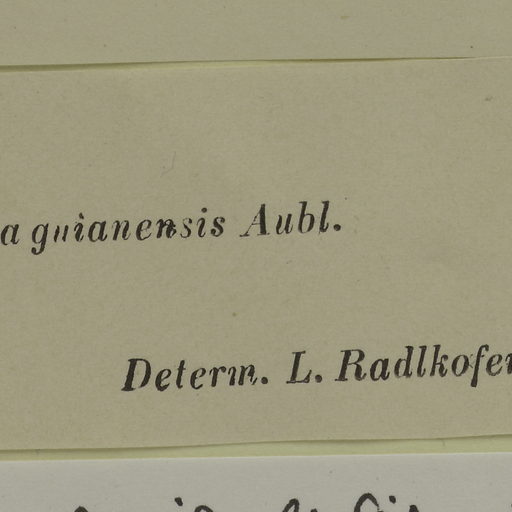 a guianensis Aubl.
Determ. L. Radlkofer